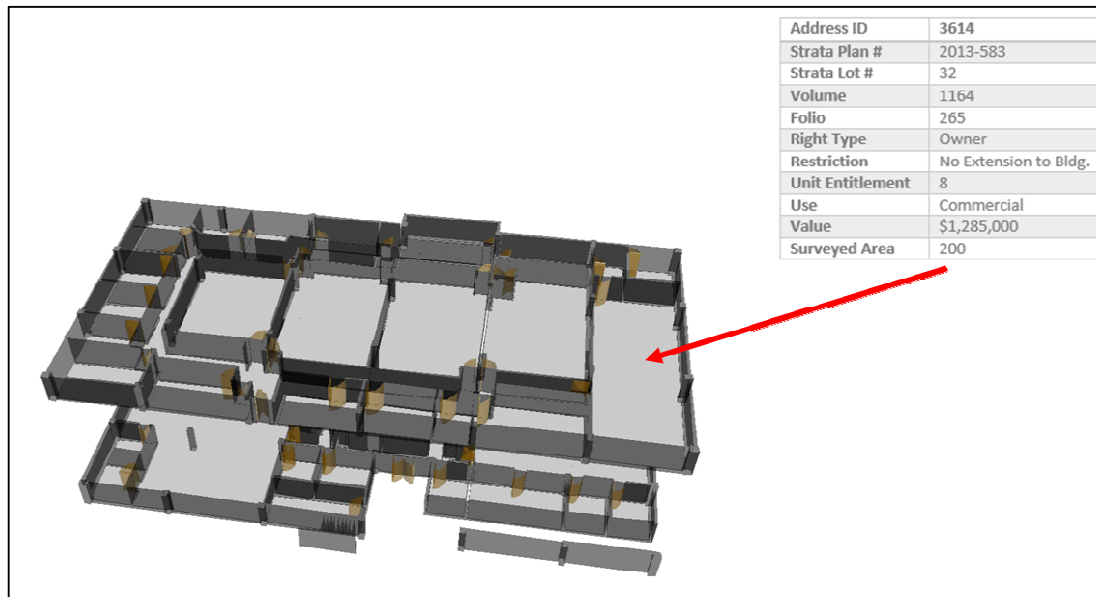 Address ID 3614
Strata Plan # 2013-583
Strata Lot # 32
Volume 1164
Folio 265
Right Type Owner
Restriction No Extension to Bldg.
Unit Entitlement 8
Use Commercial
Value $1,285,000
Surveyed Area 200